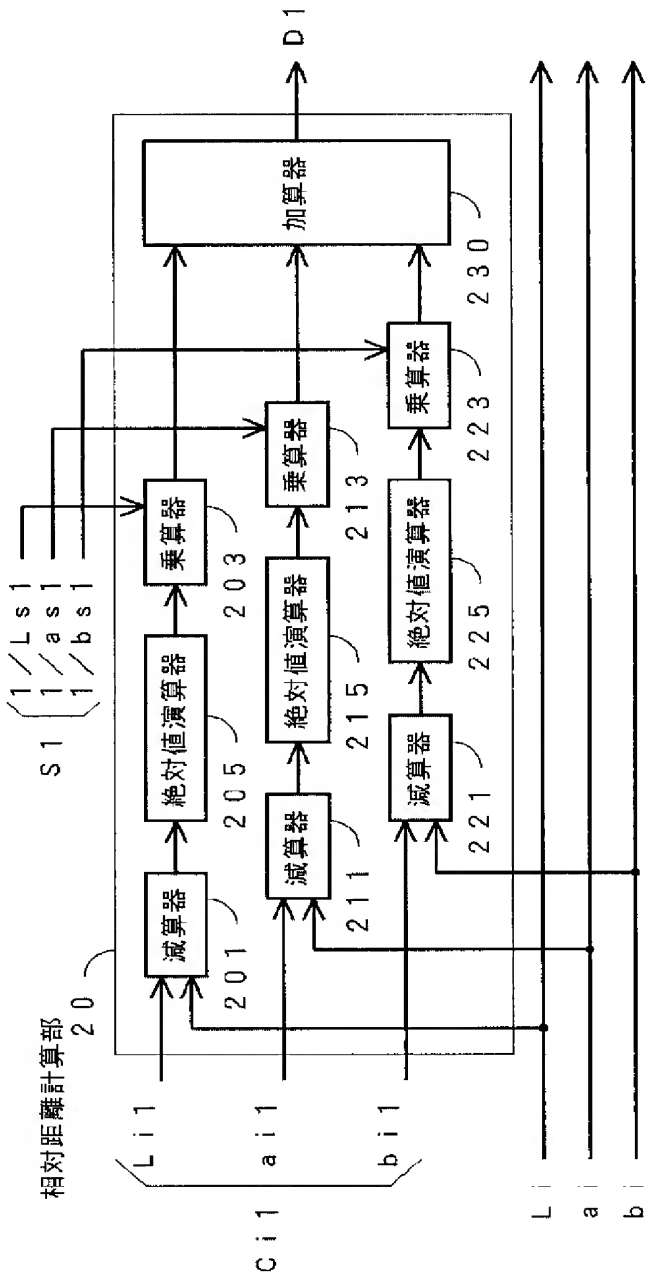 相対距離計算部
20
S1
1/Ls1
1/as1
1/bs1
Ci1
Li1
ai1
bi1
減算器
201
絶対値演算器
205
乗算器
203
減算器
211
絶対値演算器
215
乗算器
213
減算器
221
絶対値演算器
225
乗算器
223
加算器
230
D1
Li
ai
bi